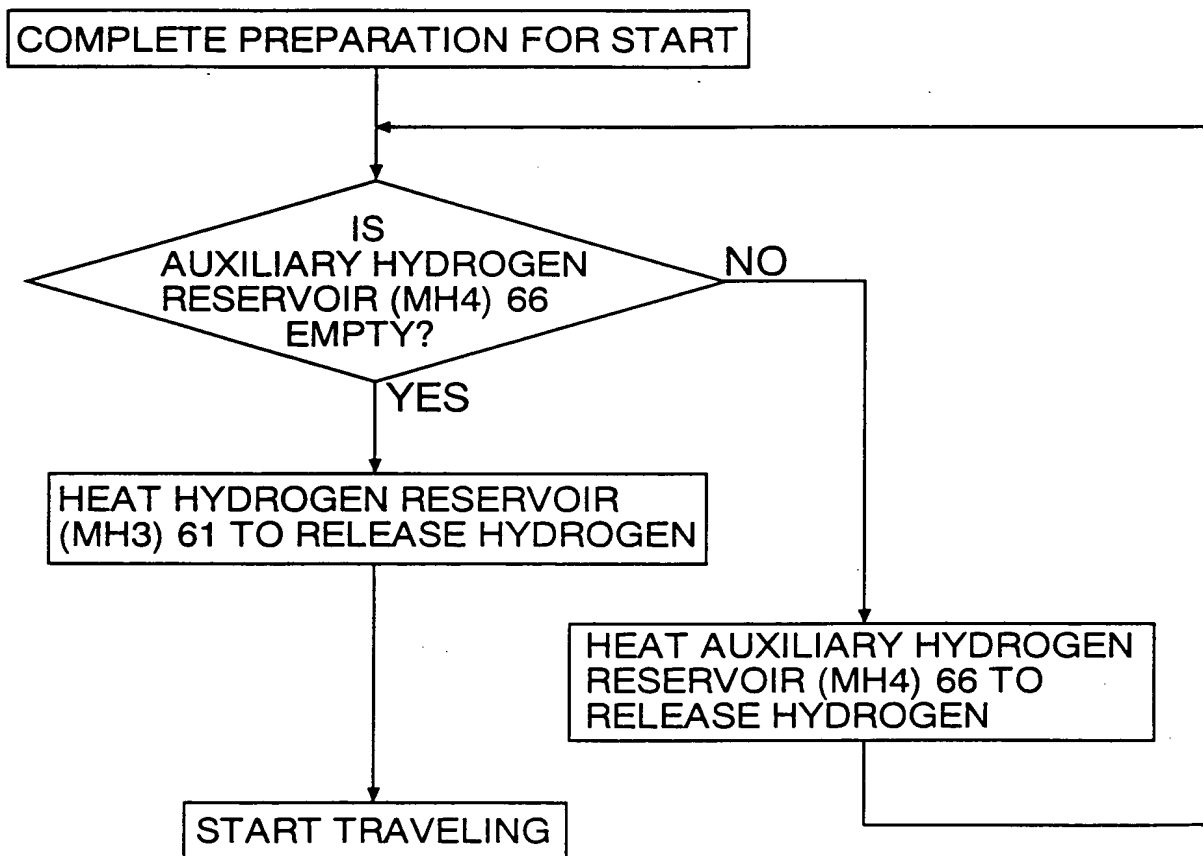 COMPLETE PREPARATION FOR START
IS
AUXILIARY HYDROGEN
RESERVOIR (MH4) 66
EMPTY?
NO
YES
HEAT HYDROGEN RESERVOIR
(MH3) 61 TO RELEASE HYDROGEN
HEAT AUXILIARY HYDROGEN
RESERVOIR (MH4) 66 TO
RELEASE HYDROGEN
START TRAVELING